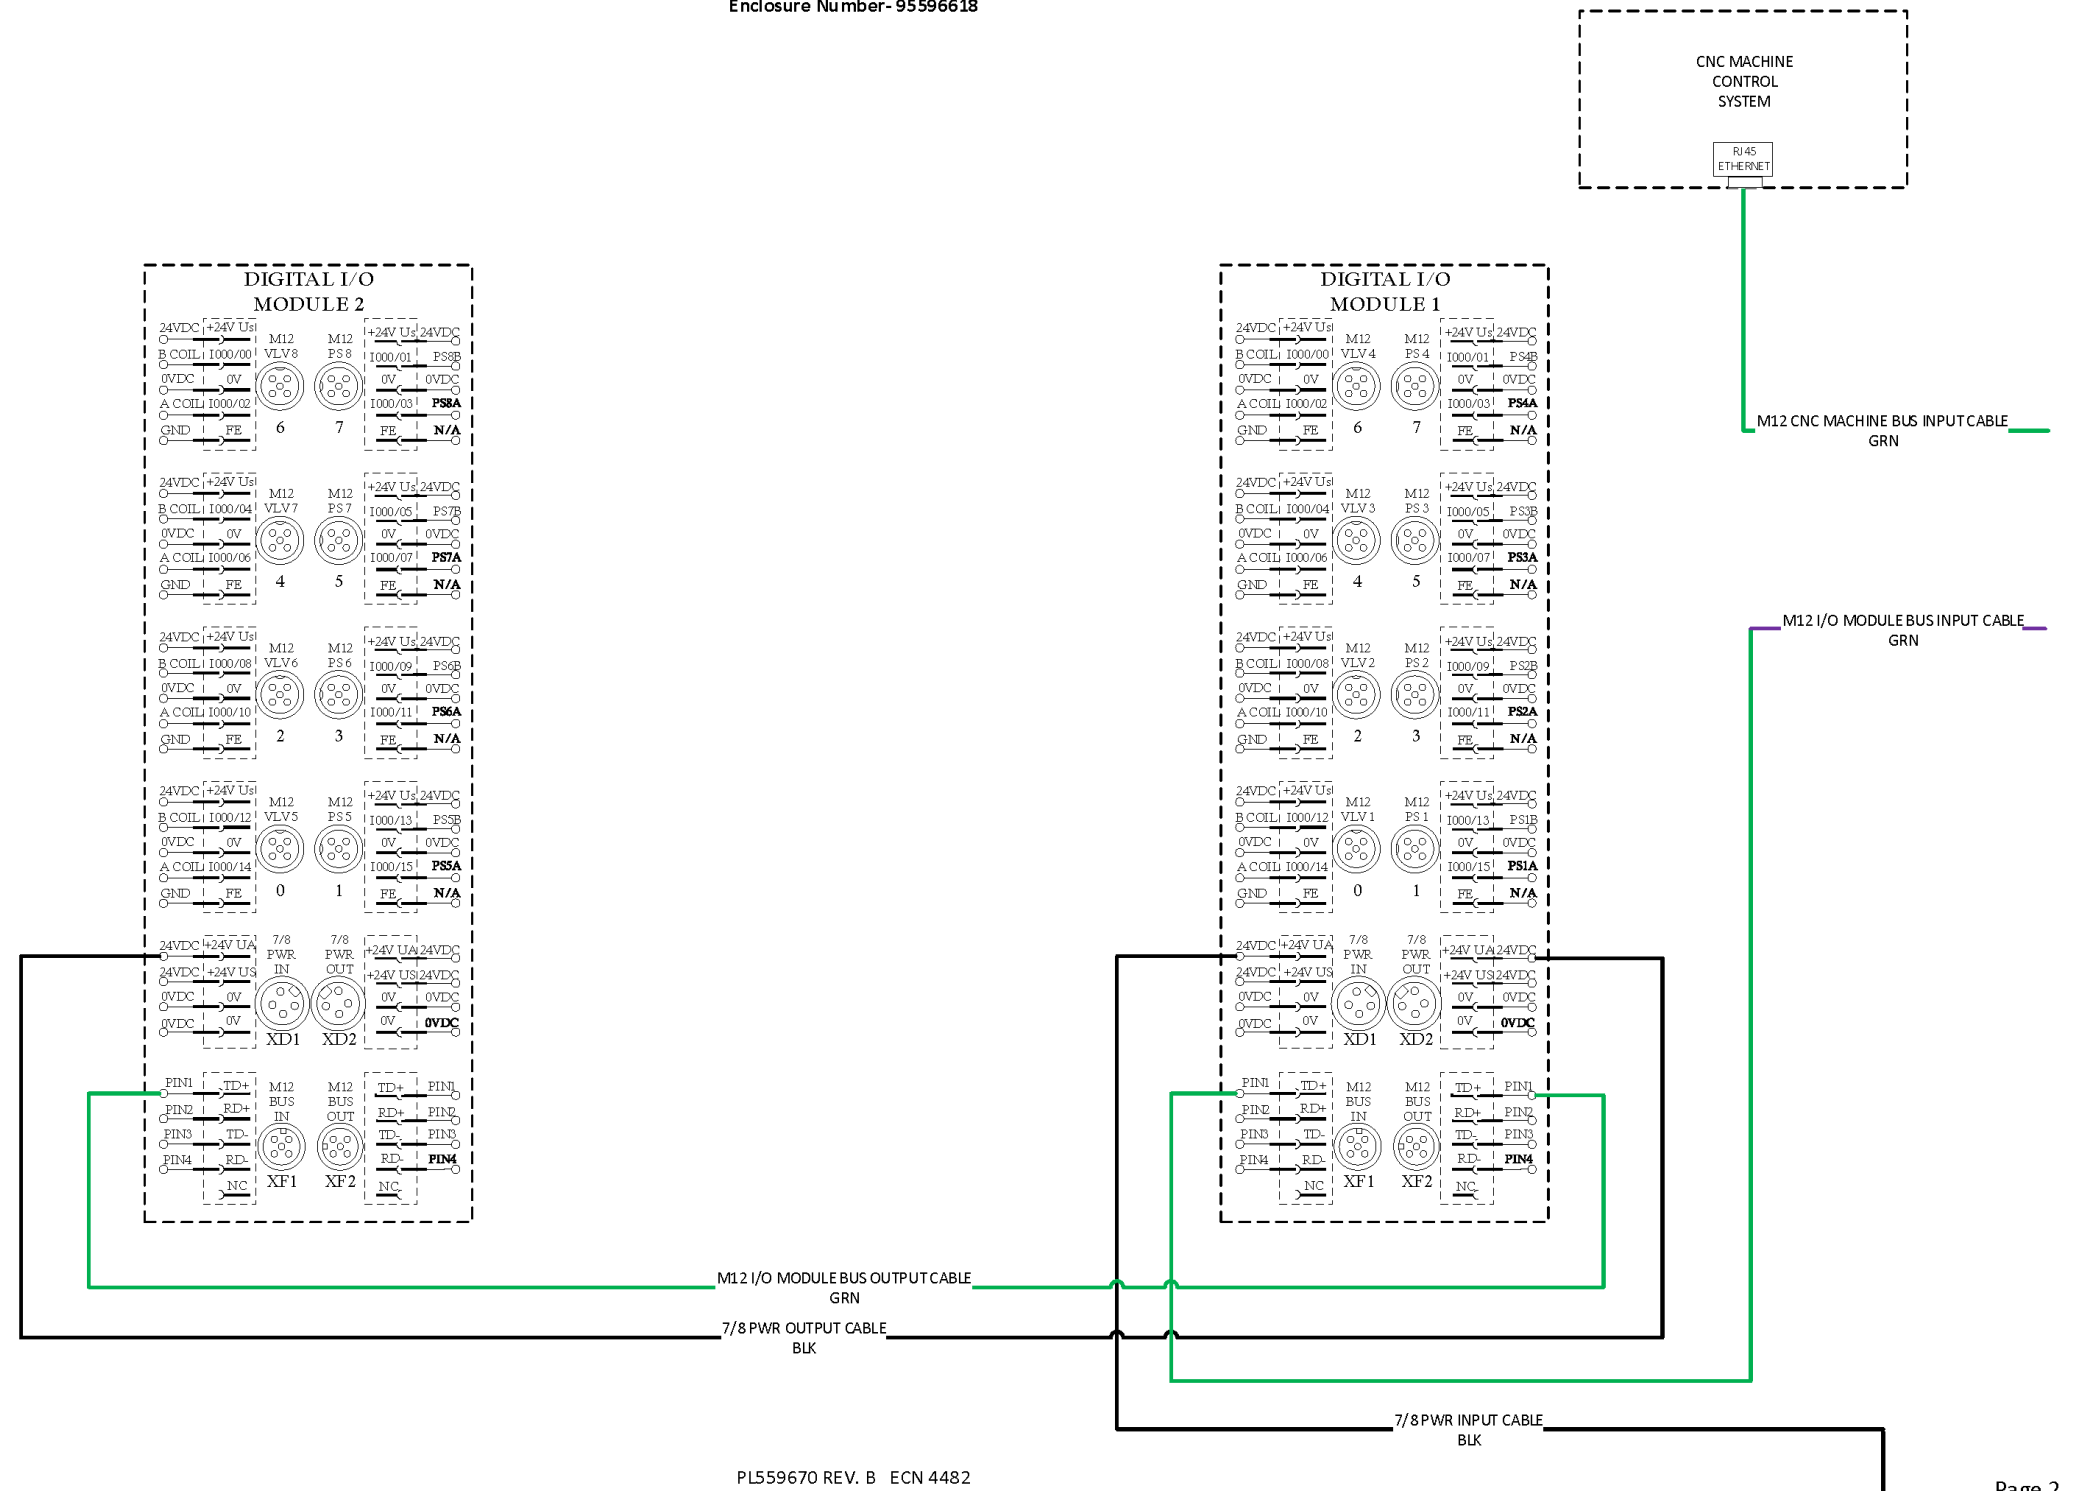 Enclosure Number- 95596618
CNC MACHINE
CONTROL
SYSTEM
RJ45
ETHERNET
M12 CNC MACHINE BUS INPUT CABLE
GRN
M12 I/O MODULE BUS INPUT CABLE
GRN
DIGITAL I/O
MODULE 2
24VDC +24V Us M12 M12 +24V Us 24VDC
B COIL I000/00 VLV8 PS8 I000/01 PS8B
0VDC 0V 0V 0VDC
A COIL I000/02 I000/03 PS8A
GND FE 6 7 FE N/A
24VDC +24V Us M12 M12 +24V Us 24VDC
B COIL I000/04 VLV7 PS7 I000/05 PS7B
0VDC 0V 0V 0VDC
A COIL I000/06 I000/07 PS7A
GND FE 4 5 FE N/A
24VDC +24V Us M12 M12 +24V Us 24VDC
B COIL I000/08 VLV6 PS6 I000/09 PS6B
0VDC 0V 0V 0VDC
A COIL I000/10 I000/11 PS6A
GND FE 2 3 FE N/A
24VDC +24V Us M12 M12 +24V Us 24VDC
B COIL I000/12 VLV5 PS5 I000/13 PS5B
0VDC 0V 0V 0VDC
A COIL I000/14 I000/15 PS5A
GND FE 0 1 FE N/A
7/8 7/8
24VDC +24V UA PWR PWR +24V UA 24VDC
24VDC +24V US IN OUT +24V US 24VDC
0VDC 0V 0V 0VDC
0VDC 0V 0V 0VDC
XD1 XD2
PIN1 TD+ M12 M12 TD+ PIN1
BUS BUS
PIN2 RD+ IN OUT RD+ PIN2
PIN3 TD- TD- PIN3
PIN4 RD- RD- PIN4
NC XF1 XF2 NC
DIGITAL I/O
MODULE 1
24VDC +24V Us M12 M12 +24V Us 24VDC
B COIL I000/00 VLV4 PS4 I000/01 PS4B
0VDC 0V 0V 0VDC
A COIL I000/02 I000/03 PS4A
GND FE 6 7 FE N/A
24VDC +24V Us M12 M12 +24V Us 24VDC
B COIL I000/04 VLV3 PS3 I000/05 PS3B
0VDC 0V 0V 0VDC
A COIL I000/06 I000/07 PS3A
GND FE 4 5 FE N/A
24VDC +24V Us M12 M12 +24V Us 24VDC
B COIL I000/08 VLV2 PS2 I000/09 PS2B
0VDC 0V 0V 0VDC
A COIL I000/10 I000/11 PS2A
GND FE 2 3 FE N/A
24VDC +24V Us M12 M12 +24V Us 24VDC
B COIL I000/12 VLV1 PS1 I000/13 PS1B
0VDC 0V 0V 0VDC
A COIL I000/14 I000/15 PS1A
GND FE 0 1 FE N/A
7/8 7/8
24VDC +24V UA PWR PWR +24V UA 24VDC
24VDC +24V US IN OUT +24V US 24VDC
0VDC 0V 0V 0VDC
0VDC 0V 0V 0VDC
XD1 XD2
PIN1 TD+ M12 M12 TD+ PIN1
BUS BUS
PIN2 RD+ IN OUT RD+ PIN2
PIN3 TD- TD- PIN3
PIN4 RD- RD- PIN4
NC XF1 XF2 NC
M12 I/O MODULE BUS OUTPUT CABLE
GRN
7/8 PWR OUTPUT CABLE
BLK
7/8 PWR INPUT CABLE
BLK
PL559670 REV. B ECN 4482
Page 2